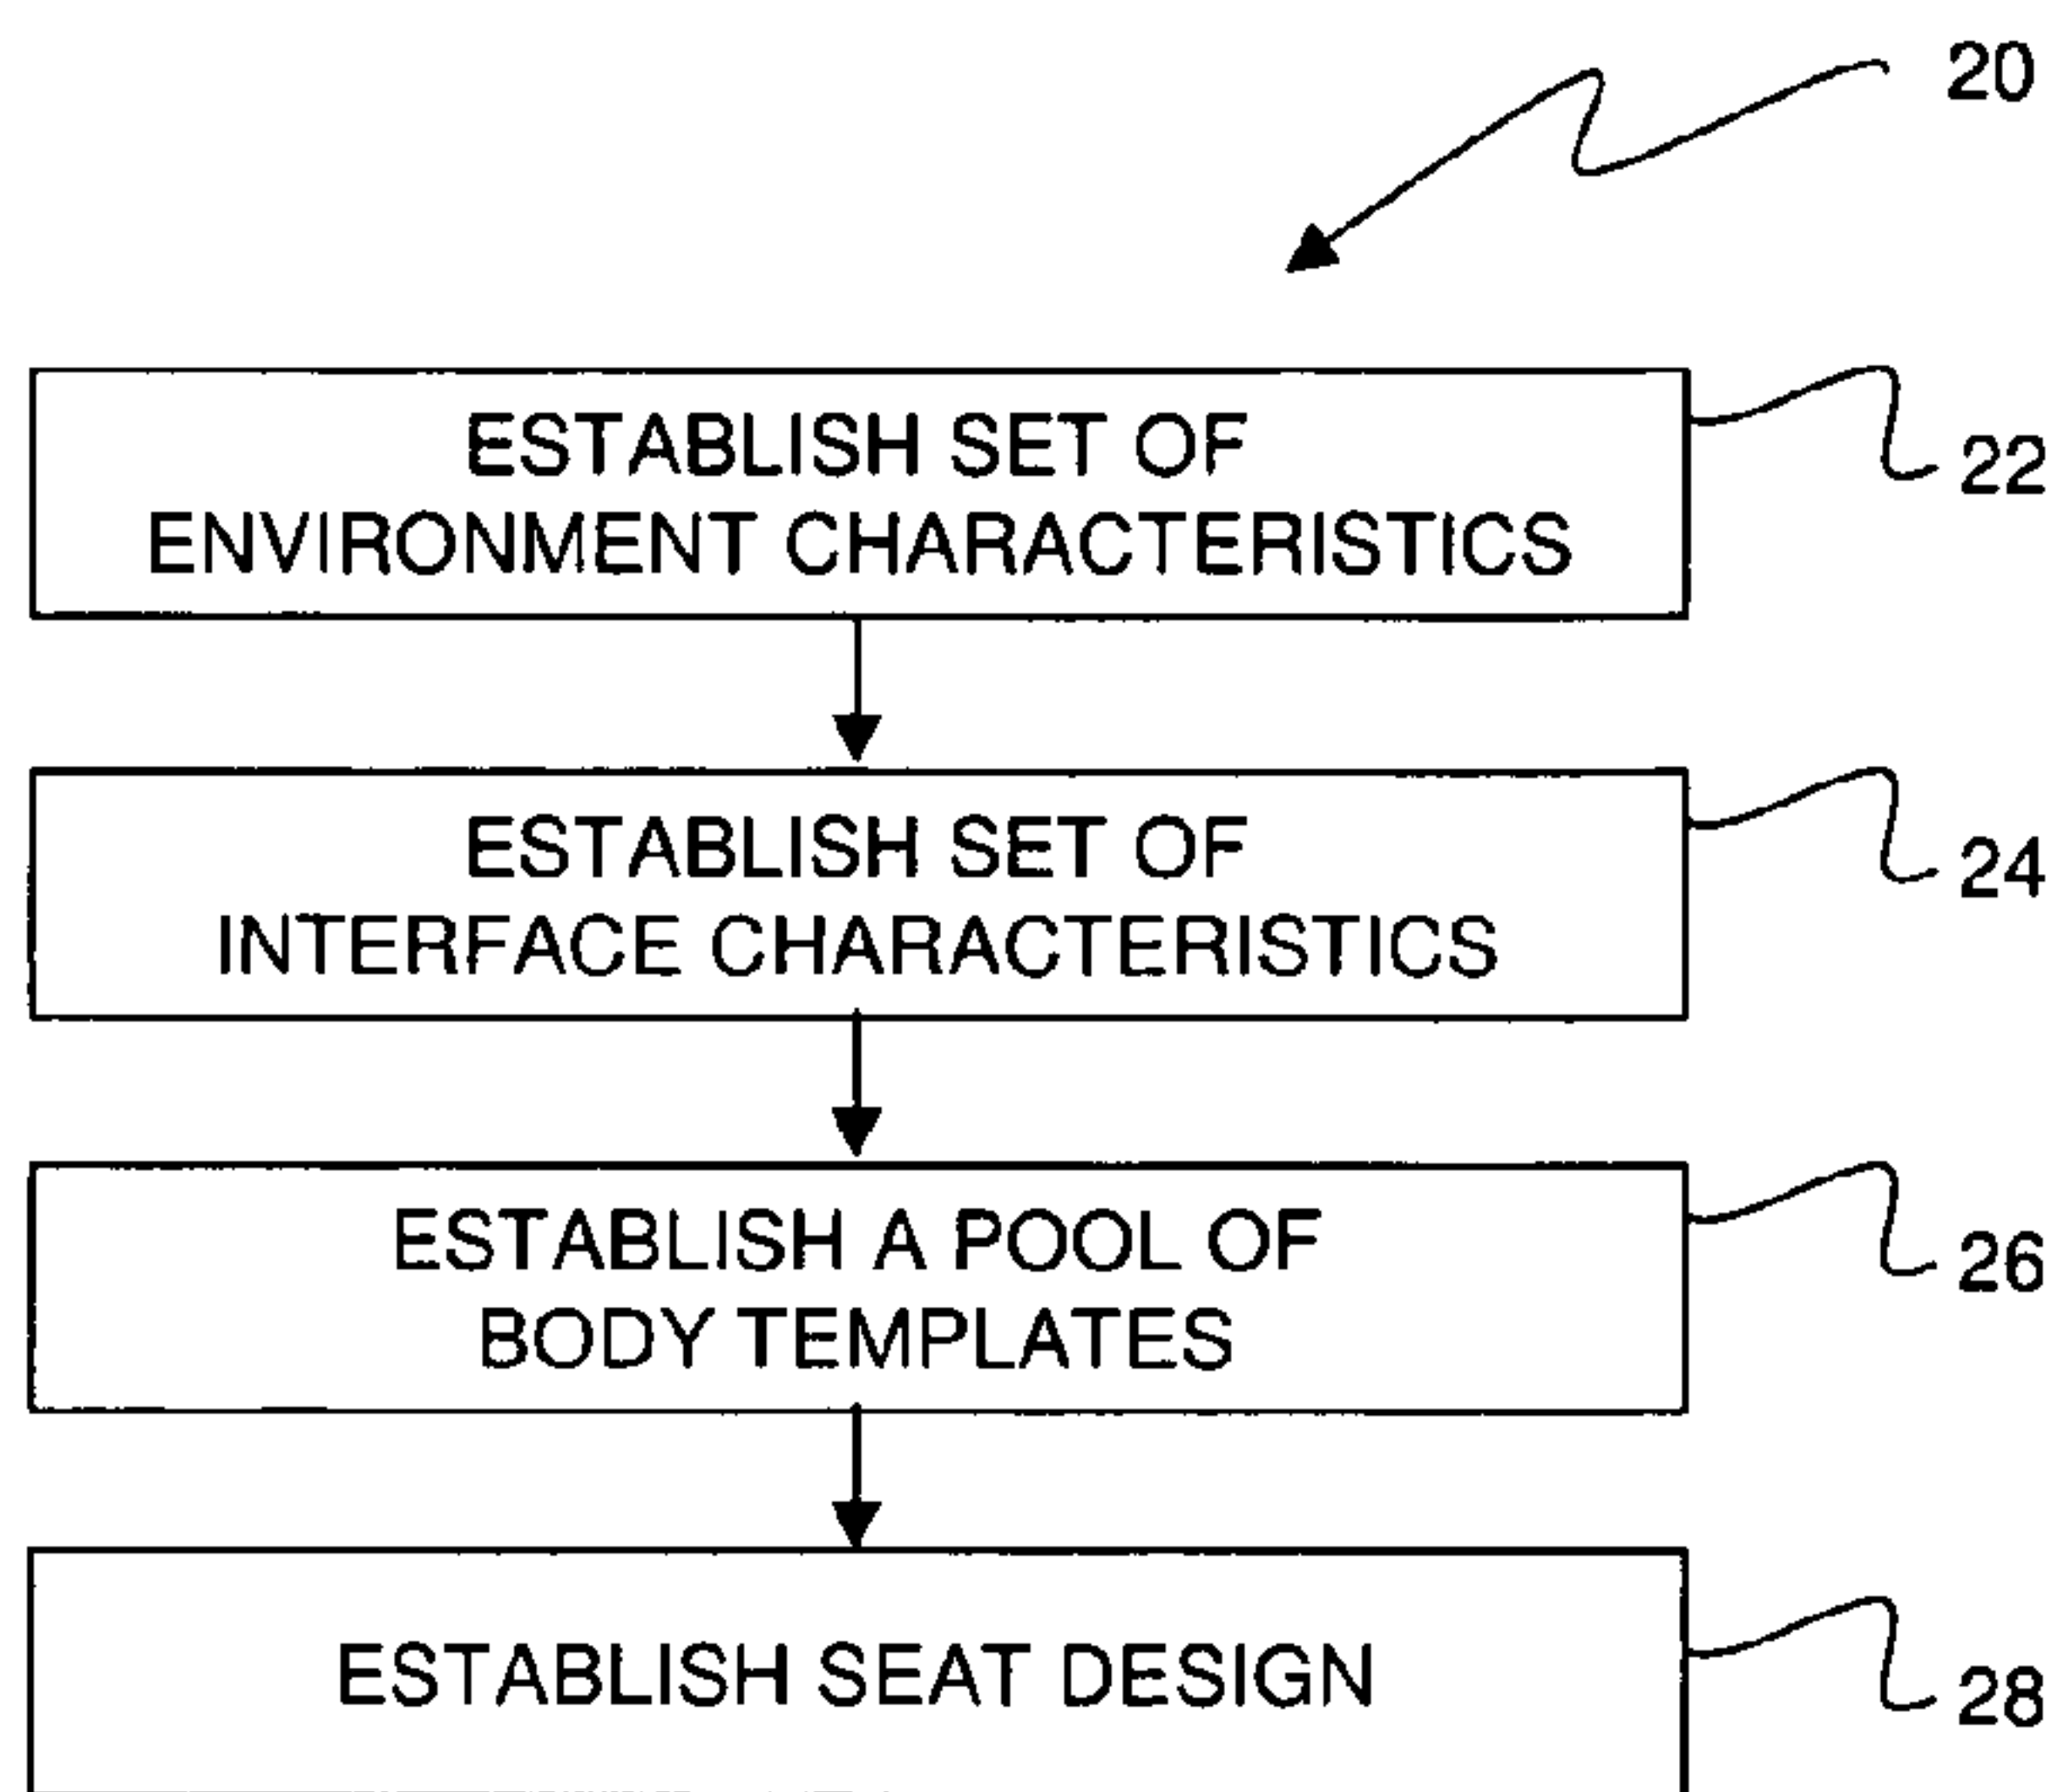 20
ESTABLISH SET OF
ENVIRONMENT CHARACTERISTICS
22
ESTABLISH SET OF
INTERFACE CHARACTERISTICS
24
ESTABLISH A POOL OF
BODY TEMPLATES
26
ESTABLISH SEAT DESIGN
28